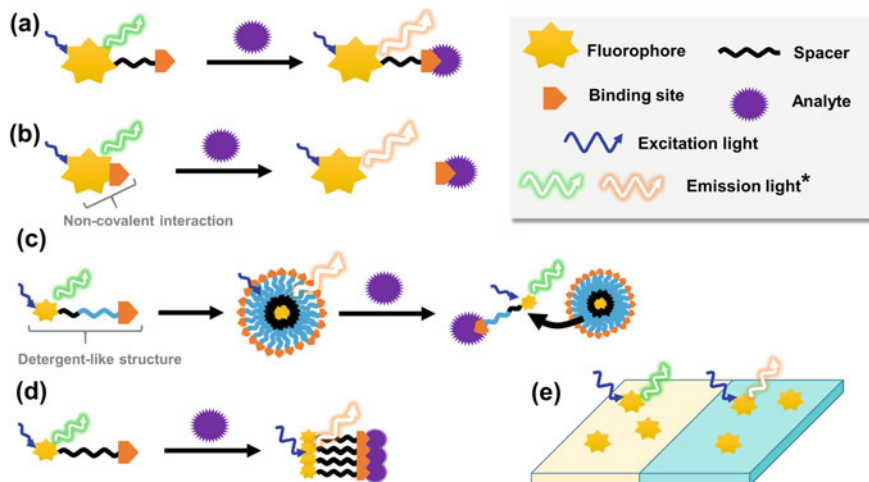 (a)
Fluorophore
Spacer
Binding site
Analyte
(b)
Excitation light
Emission light*
Non-covalent interaction
(c)
Detergent-like structure
(d)
(e)